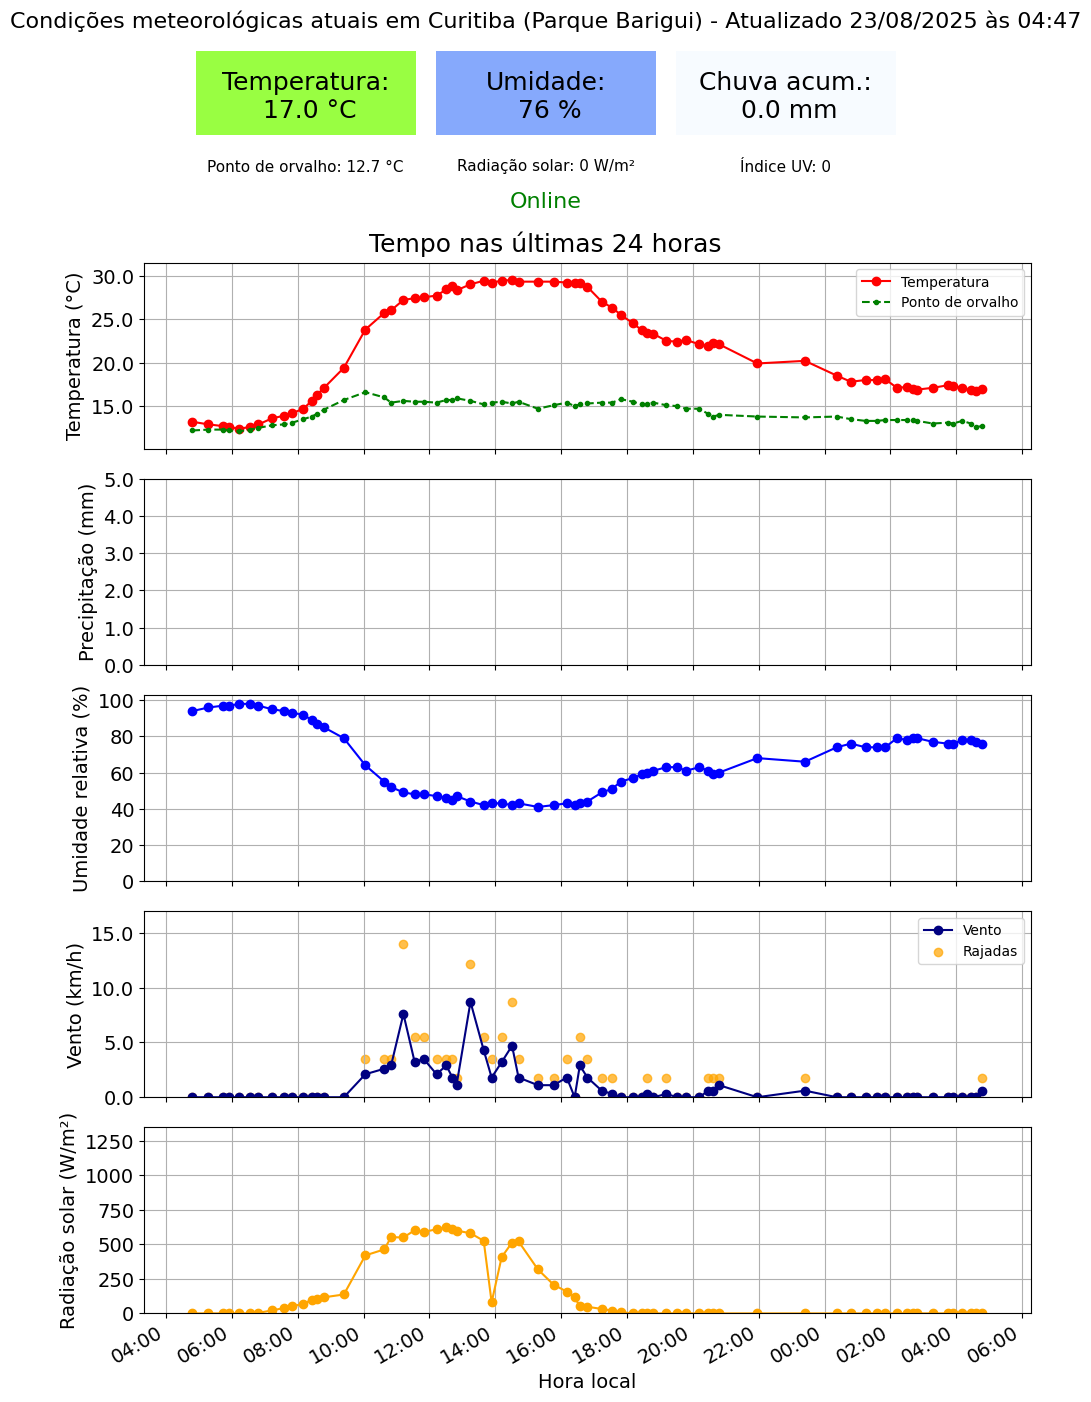 Condições meteorológicas atuais em Curitiba (Parque Barigui) - Atualizado 23/08/2025 às 04:47
Temperatura:
17.0 °C
Umidade:
76 %
Chuva acum.:
0.0 mm
Ponto de orvalho: 12.7 °C
Radiação solar: 0 W/m²
Índice UV: 0
Online
Tempo nas últimas 24 horas
Temperatura (°C)
30.0
25.0
20.0
15.0
Temperatura
Ponto de orvalho
Precipitação (mm)
5.0
4.0
3.0
2.0
1.0
0.0
Umidade relativa (%)
100
80
60
40
20
0
Vento (km/h)
15.0
10.0
5.0
0.0
Vento
Rajadas
Radiação solar (W/m²)
1250
1000
750
500
250
0
04:00
06:00
08:00
10:00
12:00
14:00
16:00
18:00
20:00
22:00
00:00
02:00
04:00
06:00
Hora local